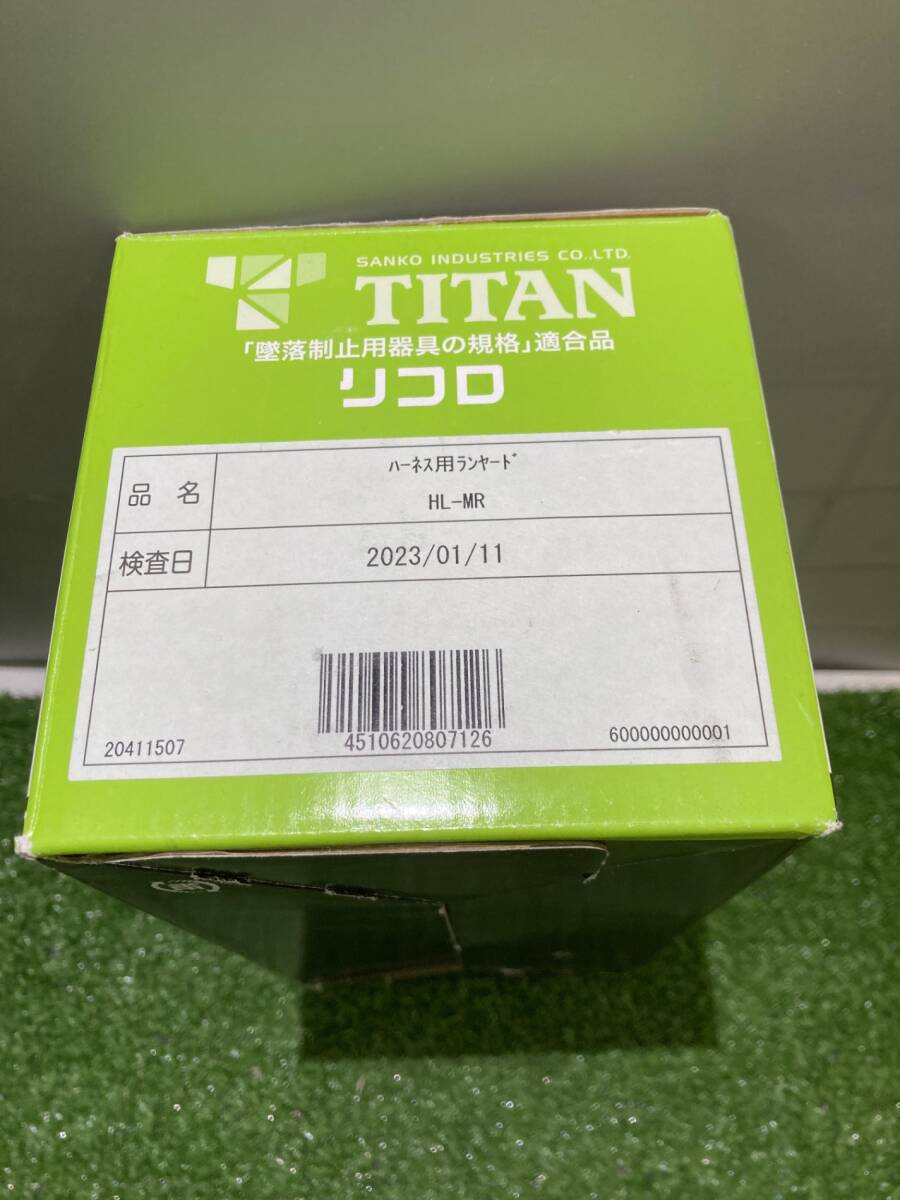 SANKO INDUSTRIES CO.,LTD.
TITAN
「墜落制止用器具の規格」適合品
リコロ
品 名
ﾊｰﾈｽ用ﾗﾝﾔｰﾄﾞ
HL-MR
検査日
2023/01/11
20411507
4510620807126
600000000001